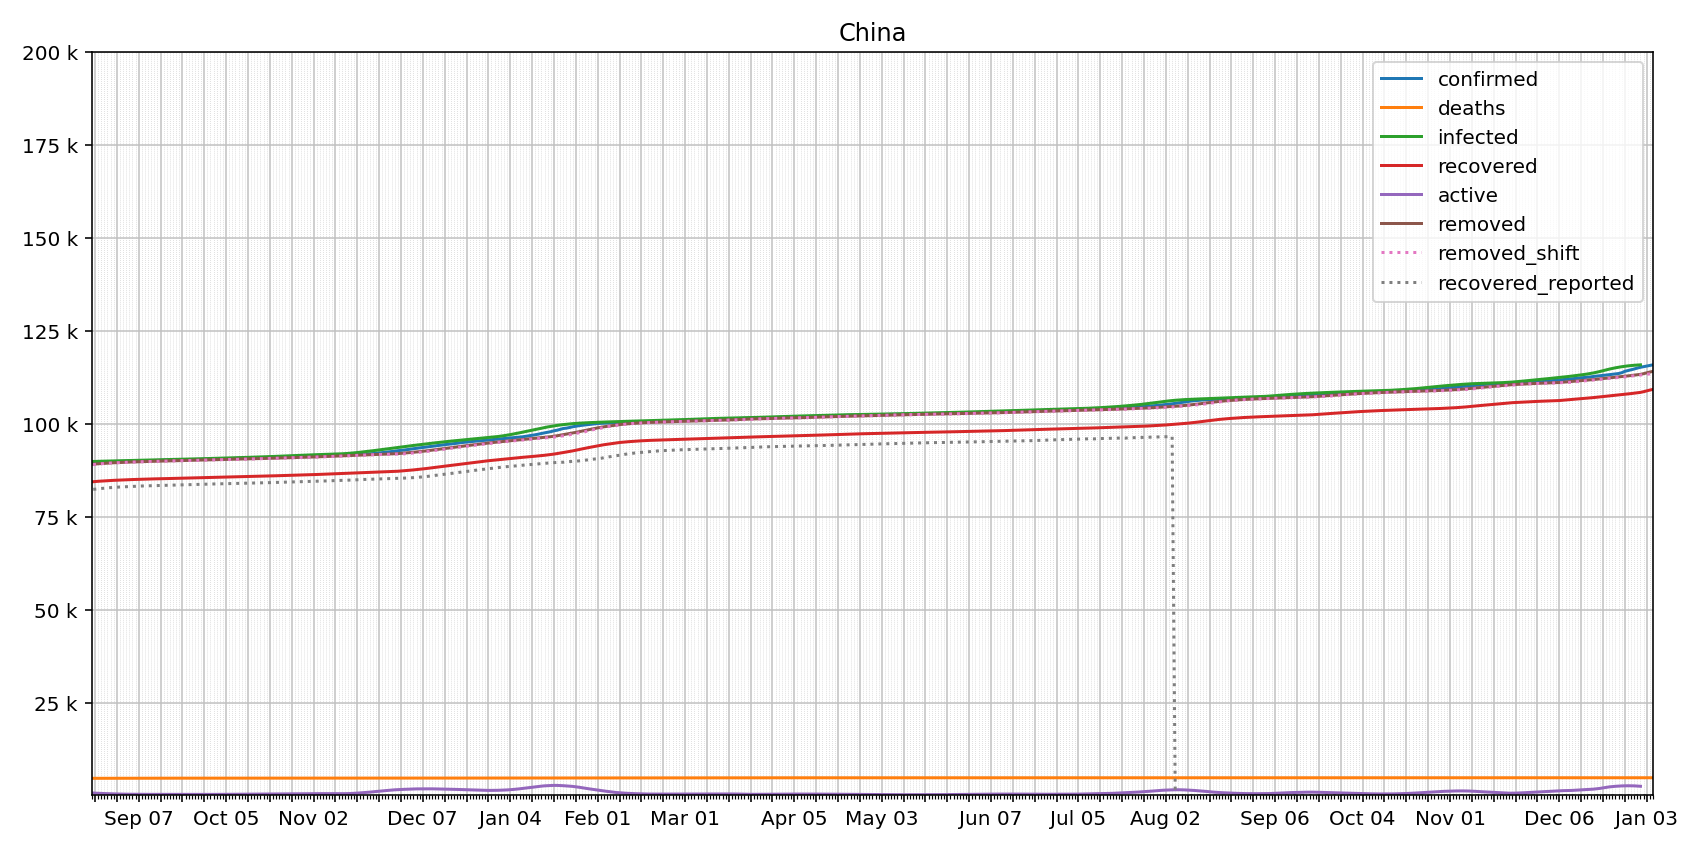 China
200 k
175 k
150 k
125 k
100 k
75 k
50 k
25 k
confirmed
deaths
infected
recovered
active
removed
removed_shift
recovered_reported
Sep 07 Oct 05 Nov 02 Dec 07 Jan 04 Feb 01 Mar 01 Apr 05 May 03 Jun 07 Jul 05 Aug 02 Sep 06 Oct 04 Nov 01 Dec 06 Jan 03